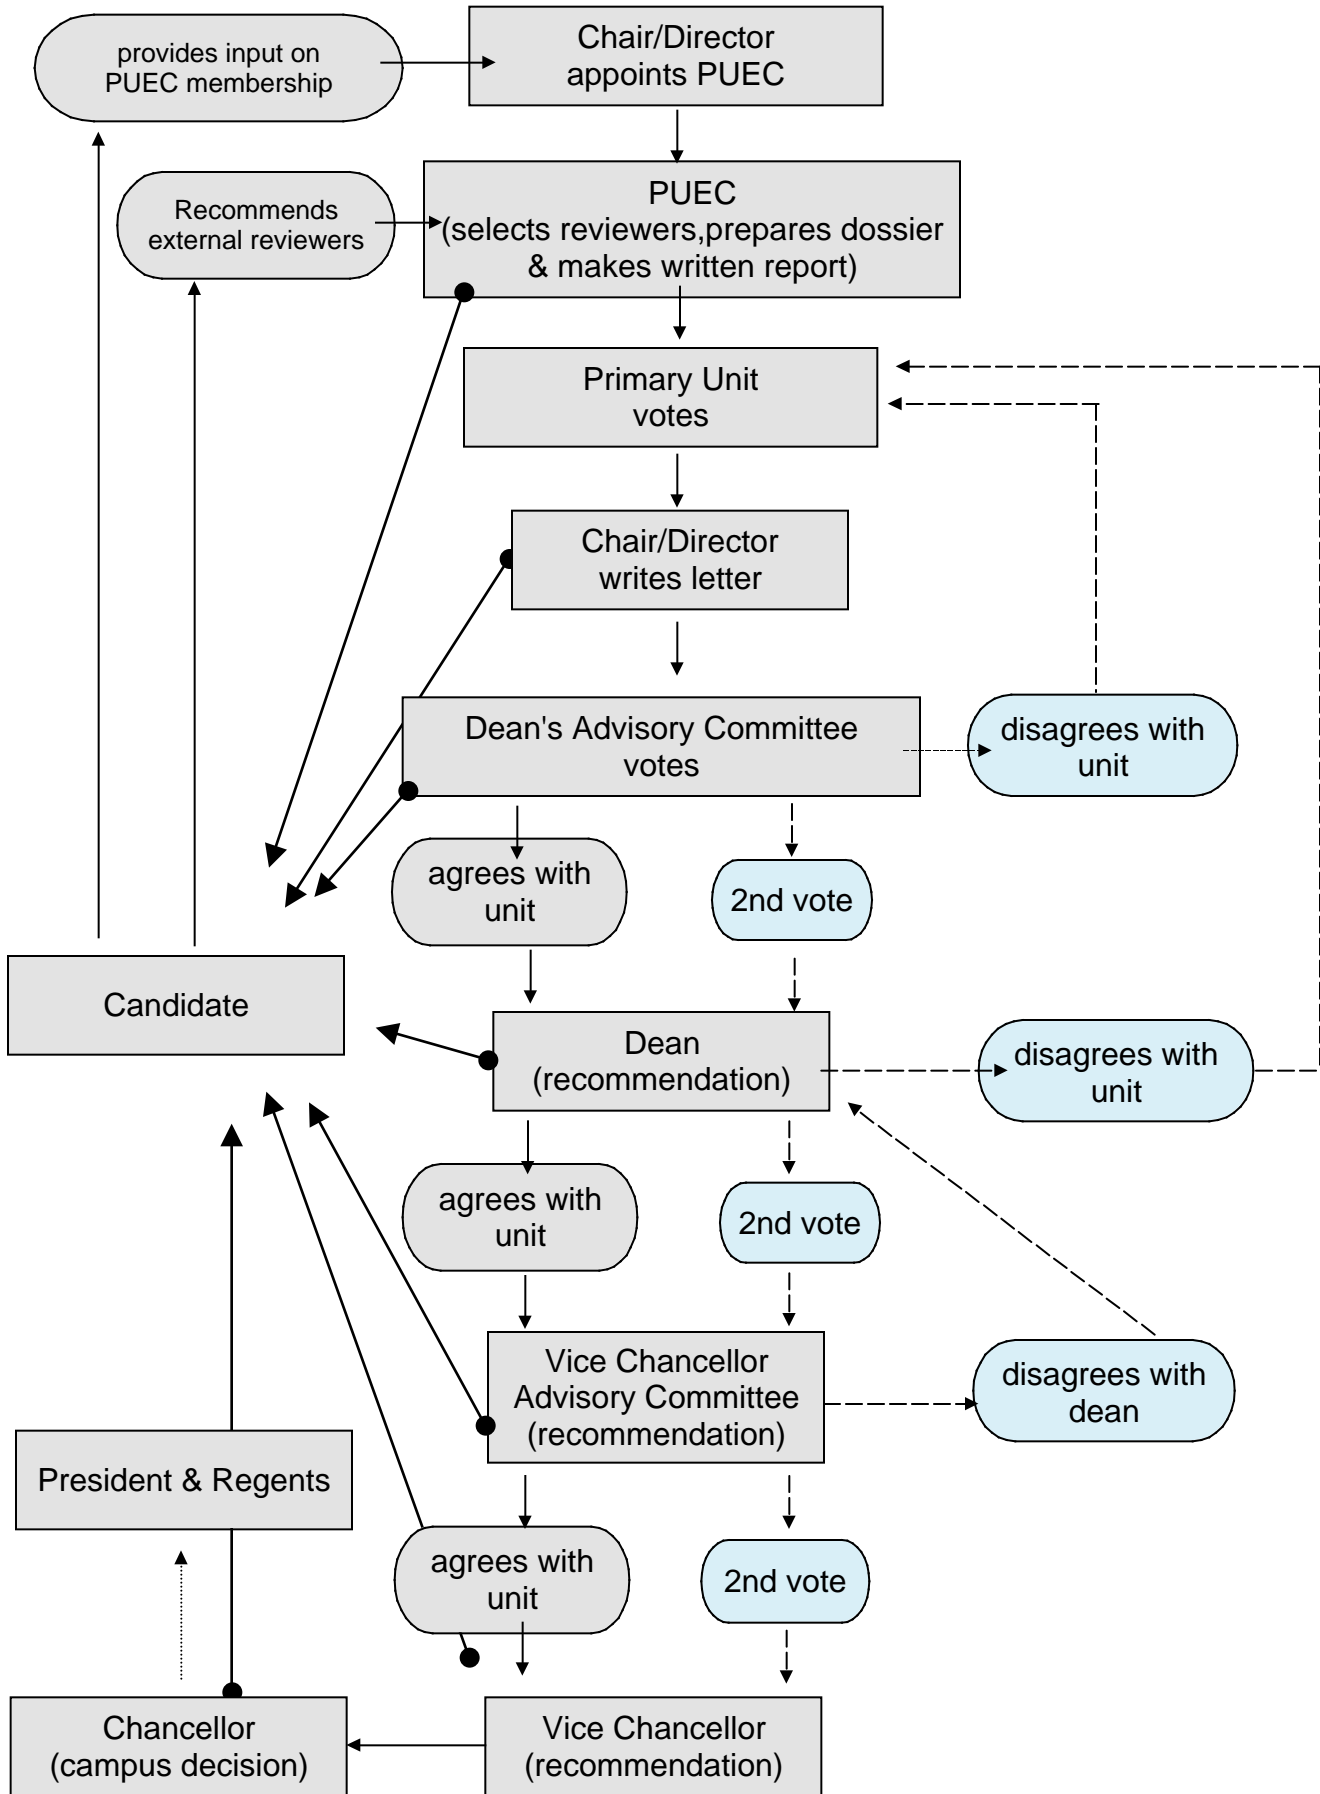 provides input on
PUEC membership
Chair/Director
appoints PUEC
Recommends
external reviewers
PUEC
(selects reviewers,prepares dossier
& makes written report)
Primary Unit
votes
Chair/Director
writes letter
Dean's Advisory Committee
votes
disagrees with
unit
agrees with
unit
2nd vote
Candidate
Dean
(recommendation)
disagrees with
unit
agrees with
unit
2nd vote
Vice Chancellor
Advisory Committee
(recommendation)
disagrees with
dean
President & Regents
agrees with
unit
2nd vote
Chancellor
(campus decision)
Vice Chancellor
(recommendation)